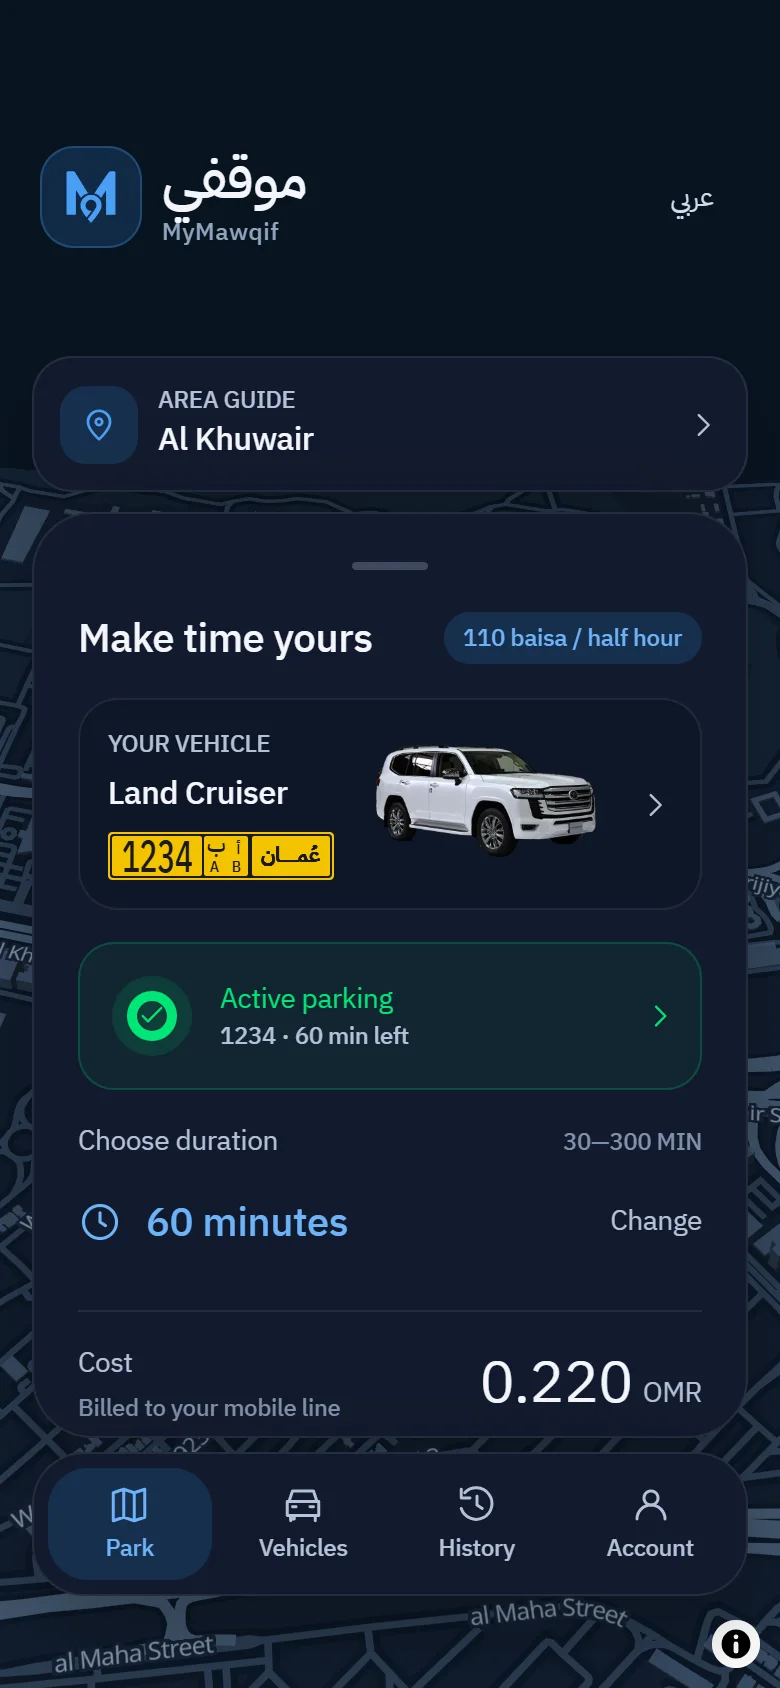 موقفي
MyMawqif
عربي
AREA GUIDE
Al Khuwair
Make time yours
110 baisa / half hour
YOUR VEHICLE
Land Cruiser
1234 ب أ عُمـــان
A B
Active parking
1234 · 60 min left
Choose duration
30—300 MIN
60 minutes
Change
Cost
0.220 OMR
Billed to your mobile line
Park
Vehicles
History
Account
al Maha Street
al Maha Street